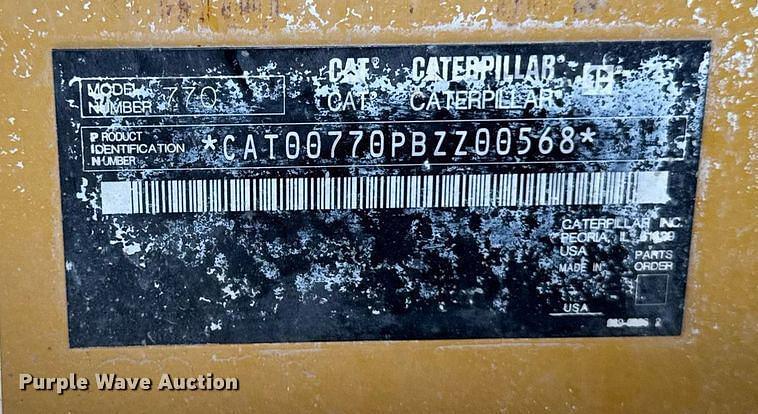 CAT® CATERPILLAR®
CAT® CATERPILLAR®
MODEL NUMBER 770
PRODUCT IDENTIFICATION NUMBER *CAT00770PBZZ00568*
CATERPILLAR INC.
PEORIA, IL
USA
MADE IN
USA
PARTS
ORDER
Purple Wave Auction